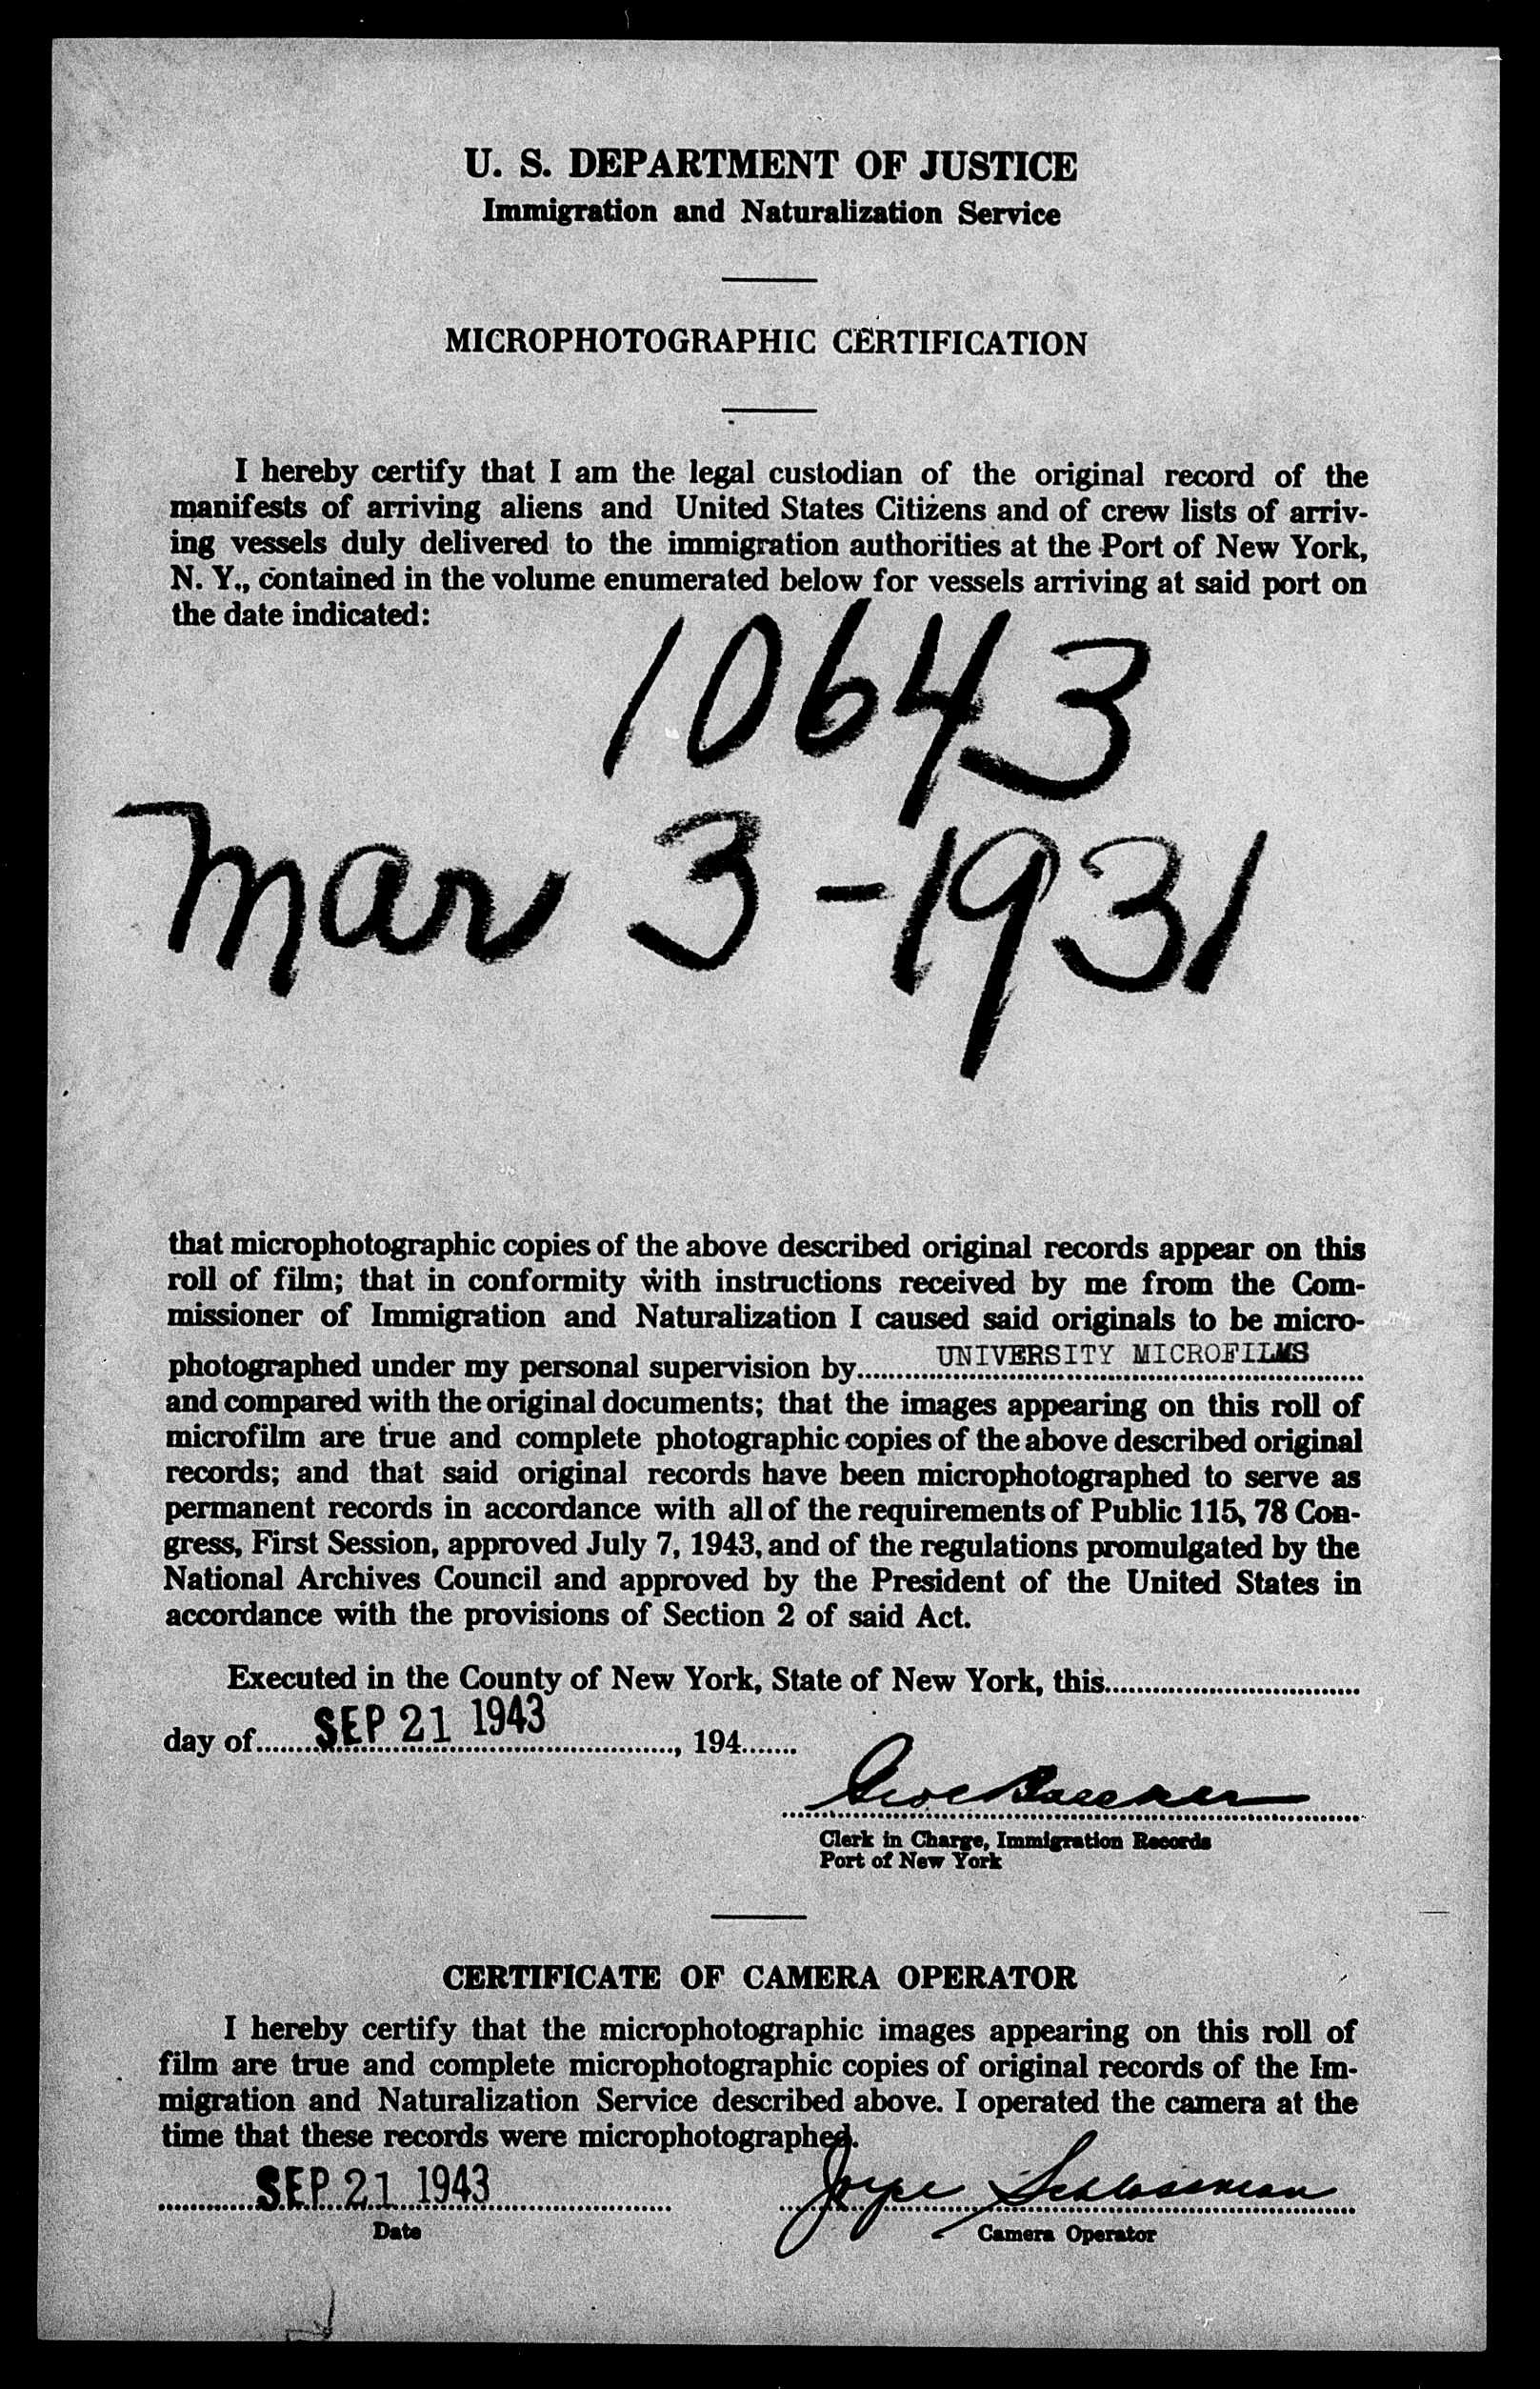 U. S. DEPARTMENT OF JUSTICE
Immigration and Naturalization Service
MICROPHOTOGRAPHIC CERTIFICATION
I hereby certify that I am the legal custodian of the original record of the
manifests of arriving aliens and United States Citizens and of crew lists of arriv-
ing vessels duly delivered to the immigration authorities at the Port of New York,
N. Y., contained in the volume enumerated below for vessels arriving at said port on
the date indicated:
10643
Mar 3-1931
that microphotographic copies of the above described original records appear on this
roll of film; that in conformity with instructions received by me from the Com-
missioner of Immigration and Naturalization I caused said originals to be micro-
photographed under my personal supervision by UNIVERSITY MICROFILMS
and compared with the original documents; that the images appearing on this roll of
microfilm are true and complete photographic copies of the above described original
records; and that said original records have been microphotographed to serve as
permanent records in accordance with all of the requirements of Public 115, 78 Con-
gress, First Session, approved July 7, 1943, and of the regulations promulgated by the
National Archives Council and approved by the President of the United States in
accordance with the provisions of Section 2 of said Act.
Executed in the County of New York, State of New York, this
day of SEP 21 1943, 194
Clerk in Charge, Immigration Records
Port of New York
CERTIFICATE OF CAMERA OPERATOR
I hereby certify that the microphotographic images appearing on this roll of
film are true and complete microphotographic copies of original records of the Im-
migration and Naturalization Service described above. I operated the camera at the
time that these records were microphotographed.
SEP 21 1943
Date
Camera Operator